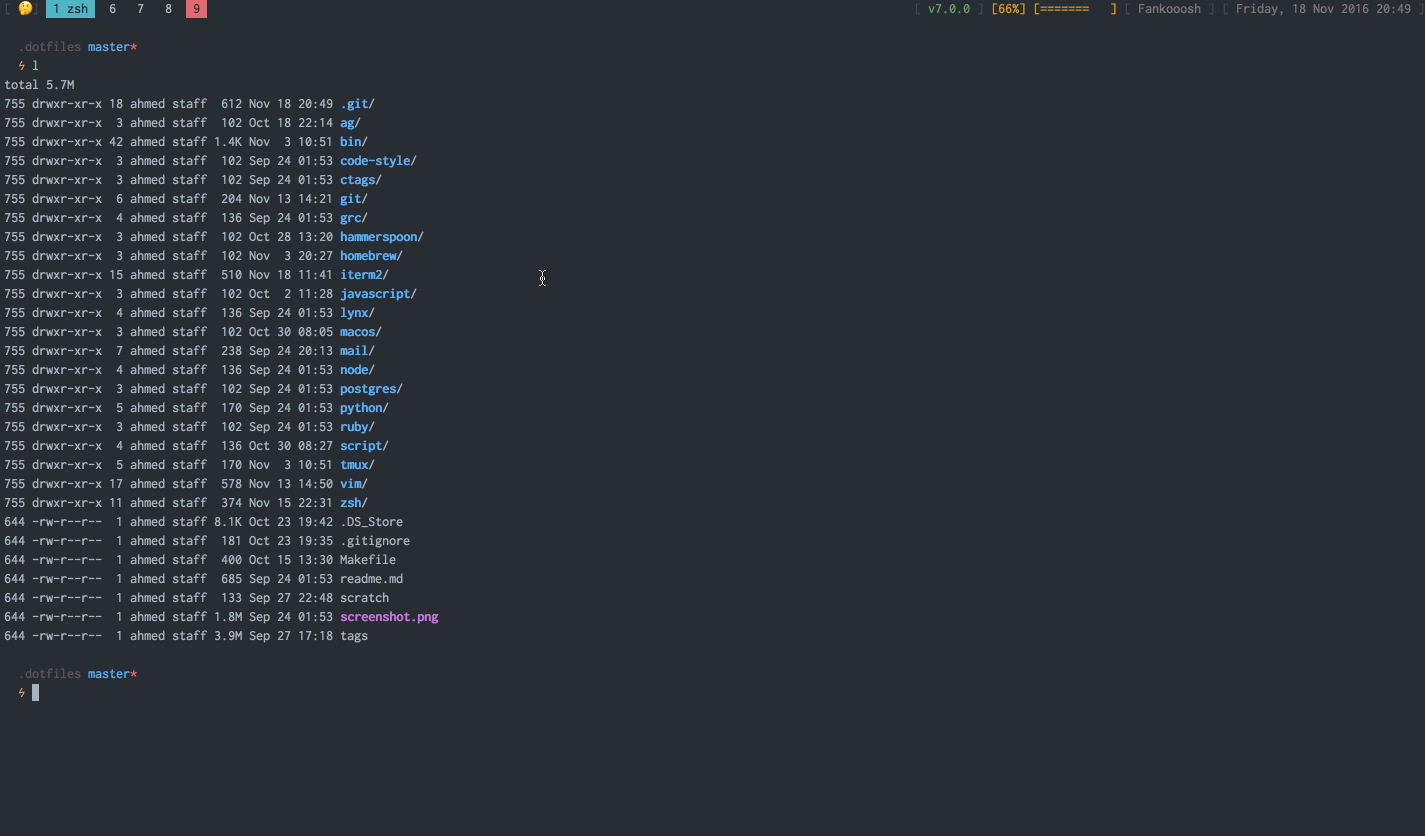 [ 🤔 ] 1 zsh 6 7 8 9 [ v7.0.0 ] [66%] [=======   ] [ Fankooosh ] [ Friday, 18 Nov 2016 20:49 ]
.dotfiles master*
⚡ l
total 5.7M
755 drwxr-xr-x 18 ahmed staff  612 Nov 18 20:49 .git/
755 drwxr-xr-x  3 ahmed staff  102 Oct 18 22:14 ag/
755 drwxr-xr-x 42 ahmed staff 1.4K Nov  3 10:51 bin/
755 drwxr-xr-x  3 ahmed staff  102 Sep 24 01:53 code-style/
755 drwxr-xr-x  3 ahmed staff  102 Sep 24 01:53 ctags/
755 drwxr-xr-x  6 ahmed staff  204 Nov 13 14:21 git/
755 drwxr-xr-x  4 ahmed staff  136 Sep 24 01:53 grc/
755 drwxr-xr-x  3 ahmed staff  102 Oct 28 13:20 hammerspoon/
755 drwxr-xr-x  3 ahmed staff  102 Nov  3 20:27 homebrew/
755 drwxr-xr-x 15 ahmed staff  510 Nov 18 11:41 iterm2/
755 drwxr-xr-x  3 ahmed staff  102 Oct  2 11:28 javascript/
755 drwxr-xr-x  4 ahmed staff  136 Sep 24 01:53 lynx/
755 drwxr-xr-x  3 ahmed staff  102 Oct 30 08:05 macos/
755 drwxr-xr-x  7 ahmed staff  238 Sep 24 20:13 mail/
755 drwxr-xr-x  4 ahmed staff  136 Sep 24 01:53 node/
755 drwxr-xr-x  3 ahmed staff  102 Sep 24 01:53 postgres/
755 drwxr-xr-x  5 ahmed staff  170 Sep 24 01:53 python/
755 drwxr-xr-x  3 ahmed staff  102 Sep 24 01:53 ruby/
755 drwxr-xr-x  4 ahmed staff  136 Oct 30 08:27 script/
755 drwxr-xr-x  5 ahmed staff  170 Nov  3 10:51 tmux/
755 drwxr-xr-x 17 ahmed staff  578 Nov 13 14:50 vim/
755 drwxr-xr-x 11 ahmed staff  374 Nov 15 22:31 zsh/
644 -rw-r--r--  1 ahmed staff 8.1K Oct 23 19:42 .DS_Store
644 -rw-r--r--  1 ahmed staff  181 Oct 23 19:35 .gitignore
644 -rw-r--r--  1 ahmed staff  400 Oct 15 13:30 Makefile
644 -rw-r--r--  1 ahmed staff  685 Sep 24 01:53 readme.md
644 -rw-r--r--  1 ahmed staff  133 Sep 27 22:48 scratch
644 -rw-r--r--  1 ahmed staff 1.8M Sep 24 01:53 screenshot.png
644 -rw-r--r--  1 ahmed staff 3.9M Sep 27 17:18 tags
.dotfiles master*
⚡